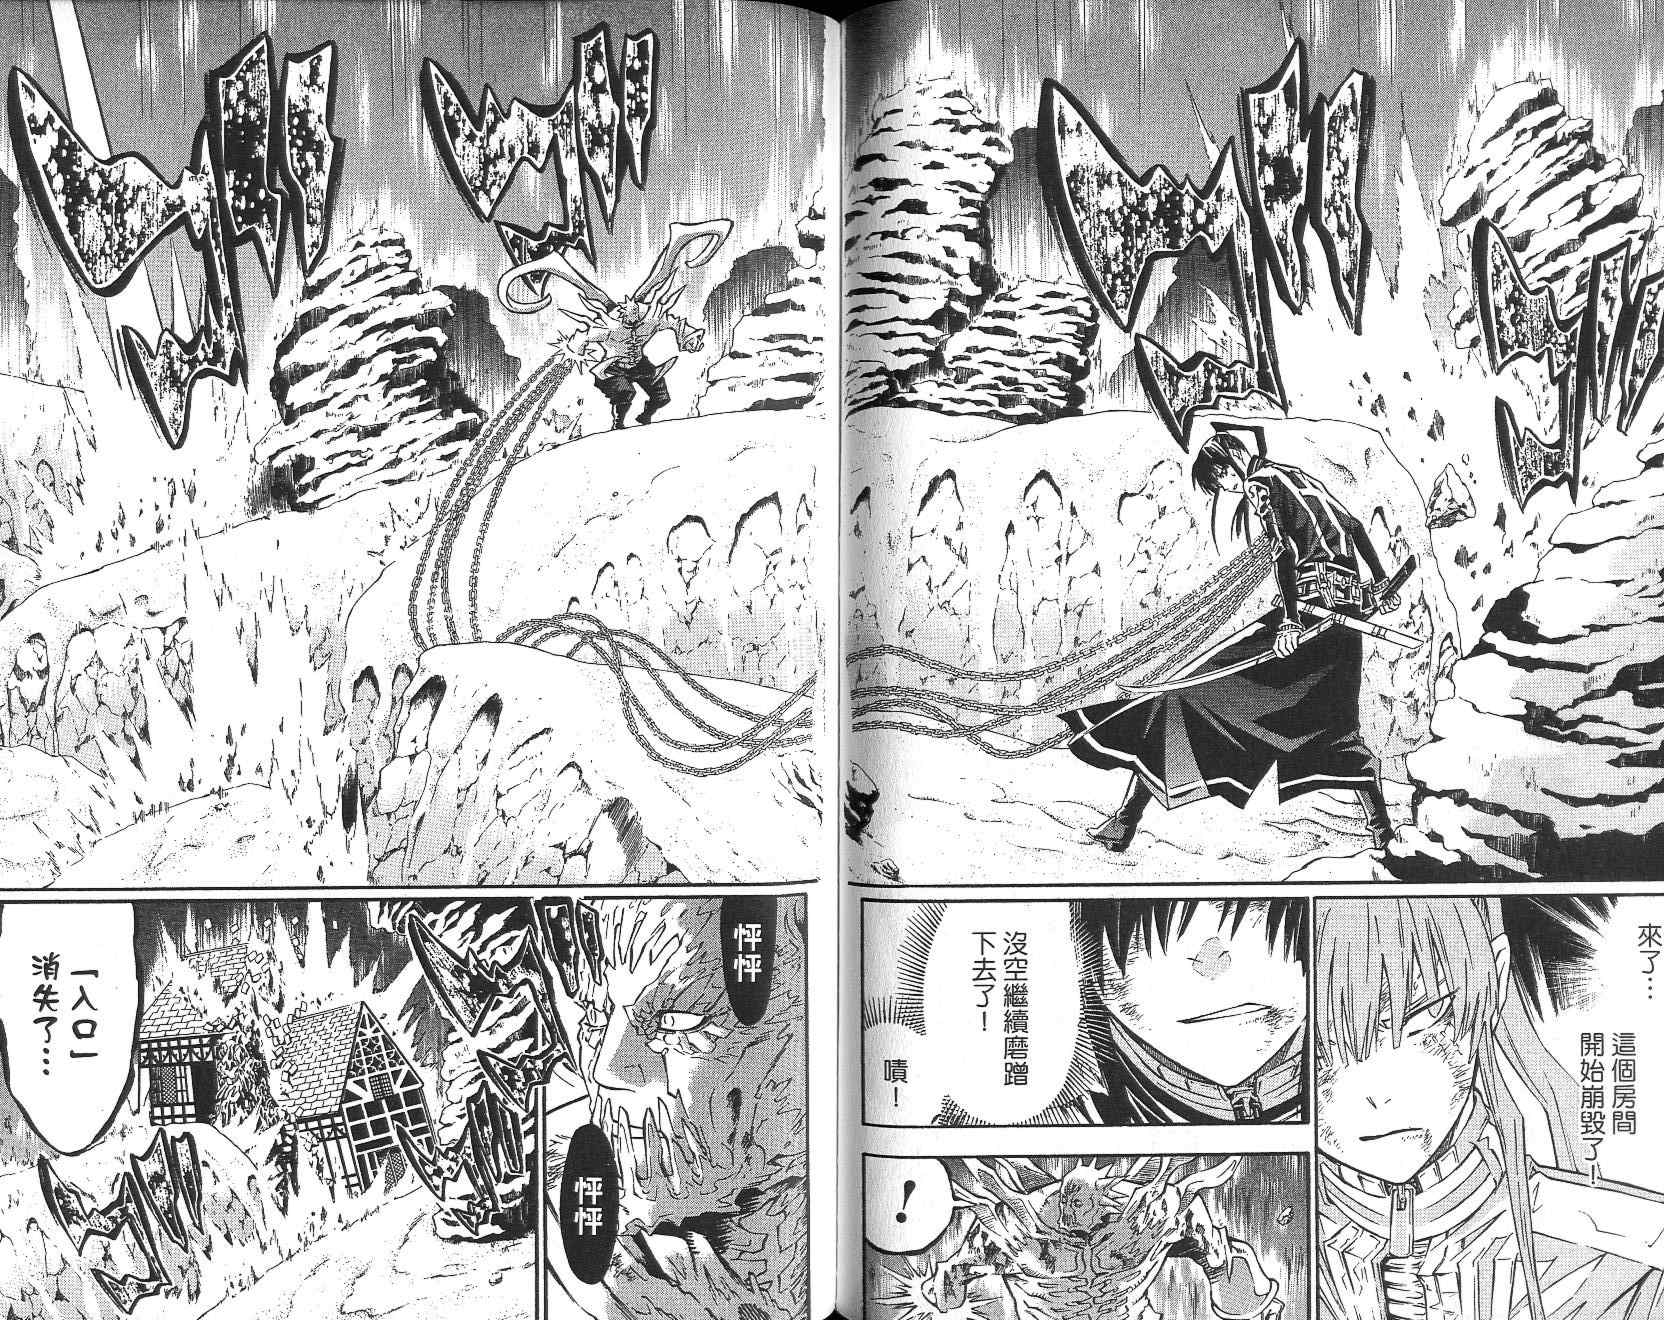 來了…
這個房間
開始崩毀了！
沒空繼續磨蹭
下去了！
嘖！
！
怦怦
怦怦
「入口」
消失了…